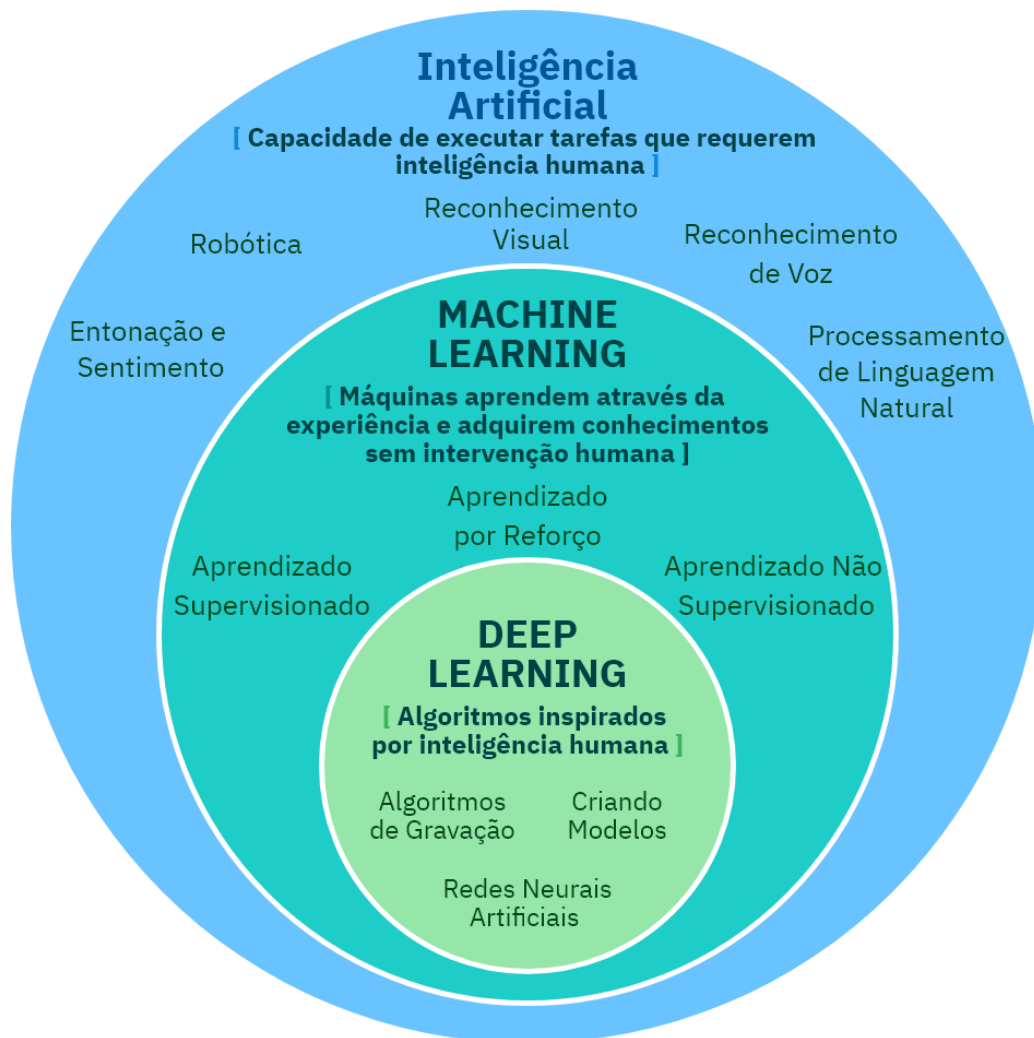 Inteligência
Artificial
[ Capacidade de executar tarefas que requerem
inteligência humana ]
Reconhecimento
Visual
Robótica
Reconhecimento
de Voz
Entonação e
Sentimento
Processamento
de Linguagem
Natural
MACHINE
LEARNING
[ Máquinas aprendem através da
experiência e adquirem conhecimentos
sem intervenção humana ]
Aprendizado
por Reforço
Aprendizado
Supervisionado
Aprendizado Não
Supervisionado
DEEP
LEARNING
[ Algoritmos inspirados
por inteligência humana ]
Algoritmos
de Gravação
Criando
Modelos
Redes Neurais
Artificiais